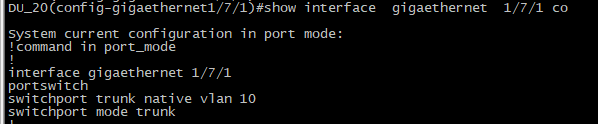 DU_20(config-gigaethernet1/7/1)#show interface  gigaethernet  1/7/1 co
System current configuration in port mode:
!command in port_mode
!
interface gigaethernet 1/7/1
portswitch
switchport trunk native vlan 10
switchport mode trunk
!